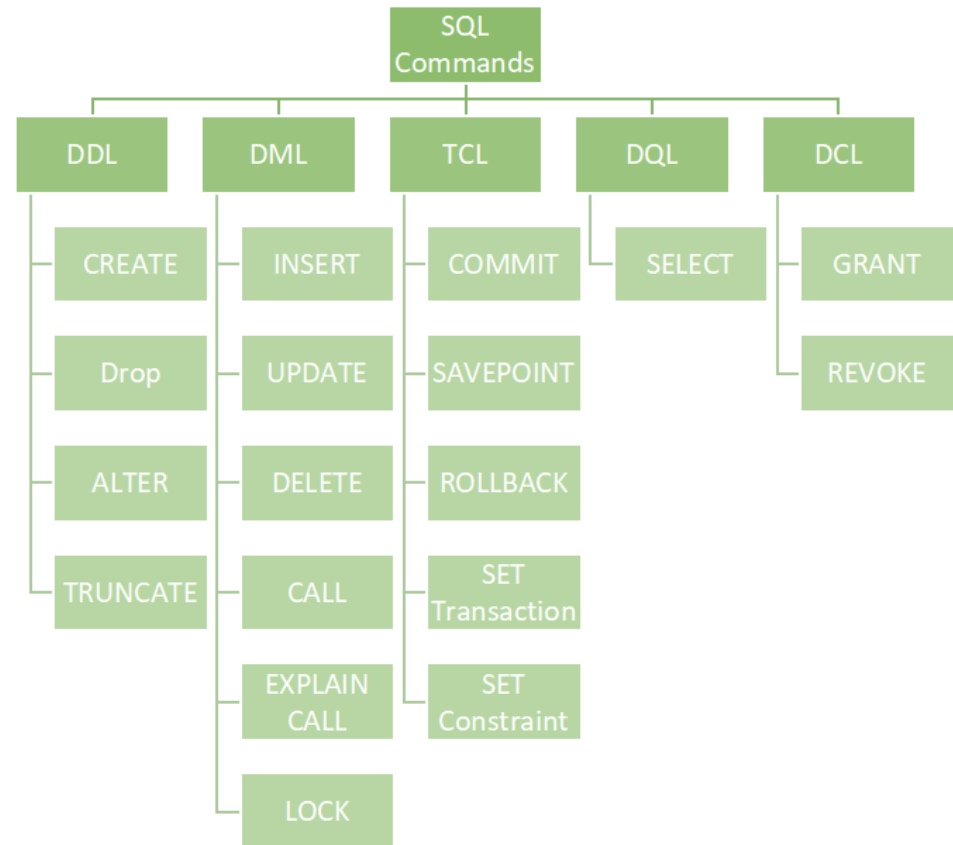 SQL
Commands
DDL
DML
TCL
DQL
DCL
CREATE
INSERT
COMMIT
SELECT
GRANT
Drop
UPDATE
SAVEPOINT
REVOKE
ALTER
DELETE
ROLLBACK
TRUNCATE
CALL
SET
Transaction
EXPLAIN
CALL
SET
Constraint
LOCK